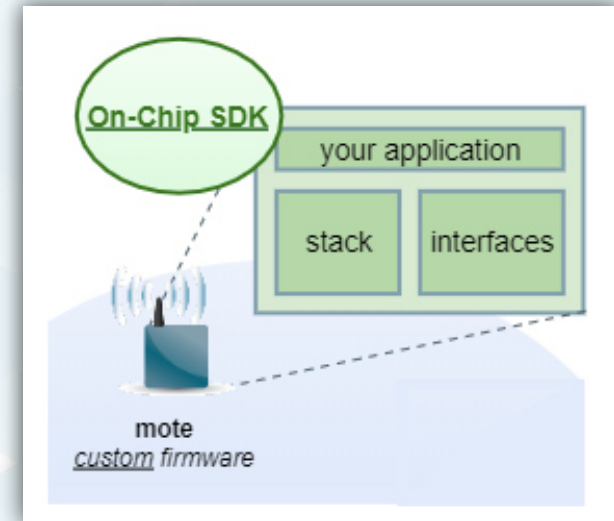 On-Chip SDK
your application
stack
interfaces
mote
custom firmware